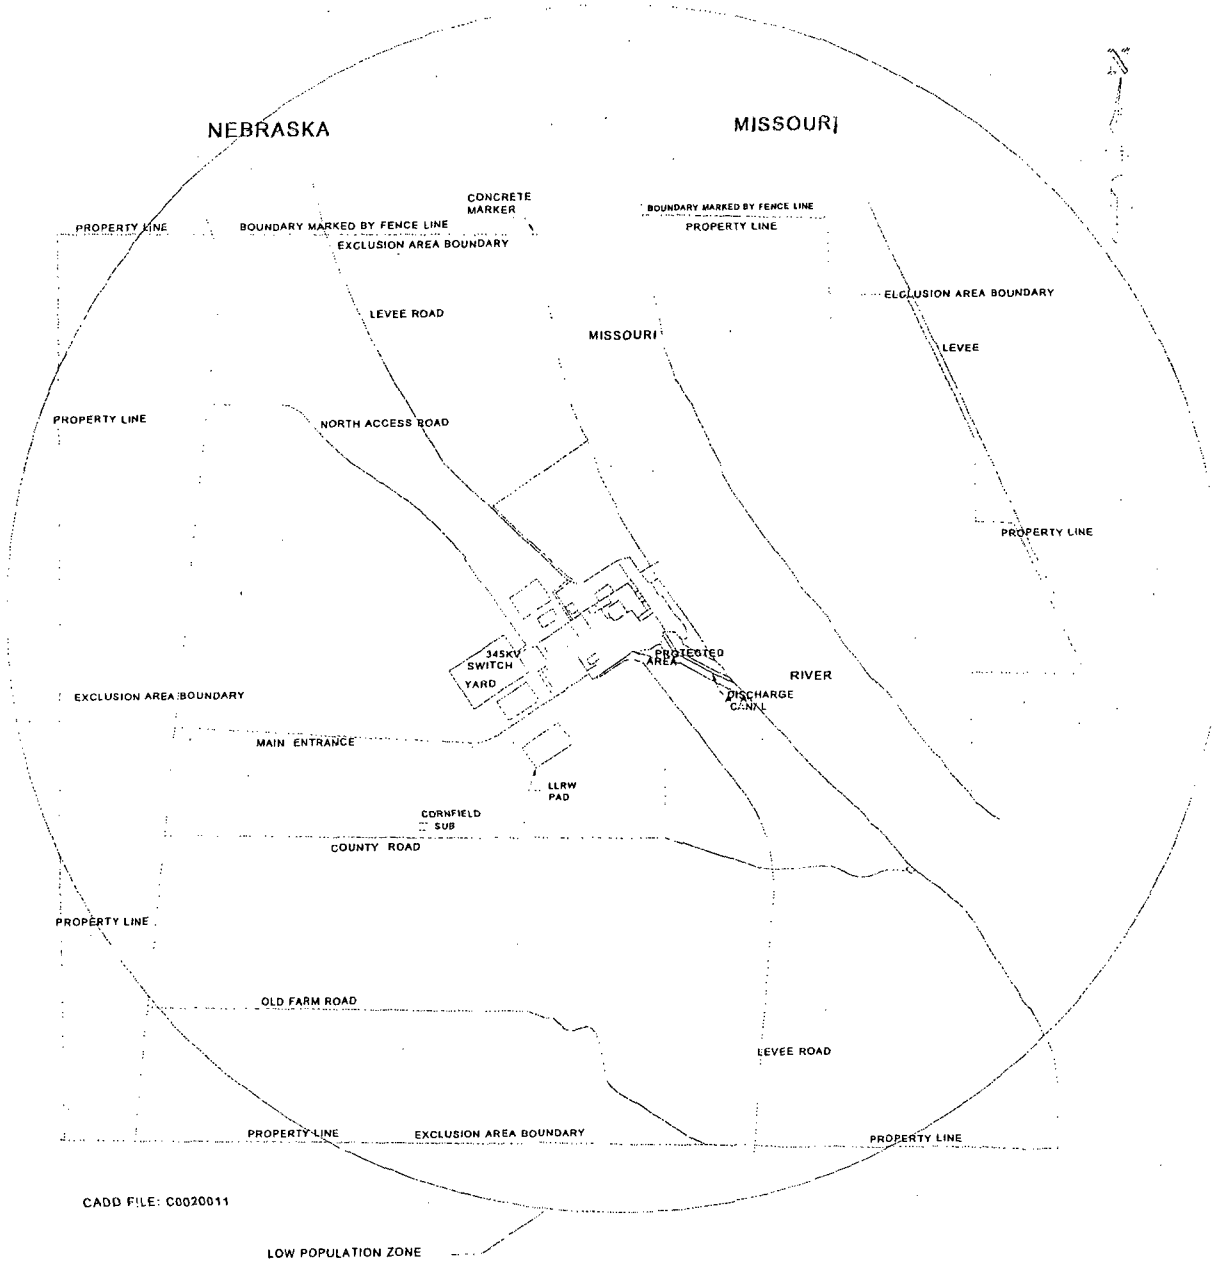 NEBRASKA
MISSOURI
CONCRETE
MARKER
BOUNDARY MARKED BY FENCE LINE
PROPERTY LINE
PROPERTY LINE
BOUNDARY MARKED BY FENCE LINE
EXCLUSION AREA BOUNDARY
ELCLUSION AREA BOUNDARY
LEVEE ROAD
MISSOURI
LEVEE
PROPERTY LINE
NORTH ACCESS ROAD
PROPERTY LINE
345KV
SWITCH
YARD
PROTECTED
AREA
RIVER
EXCLUSION AREA BOUNDARY
DISCHARGE
CANAL
MAIN ENTRANCE
LLRW
PAD
CORNFIELD
SUB
COUNTY ROAD
PROPERTY LINE
OLD FARM ROAD
LEVEE ROAD
PROPERTY LINE
EXCLUSION AREA BOUNDARY
PROPERTY LINE
CADD FILE: C0020011
LOW POPULATION ZONE